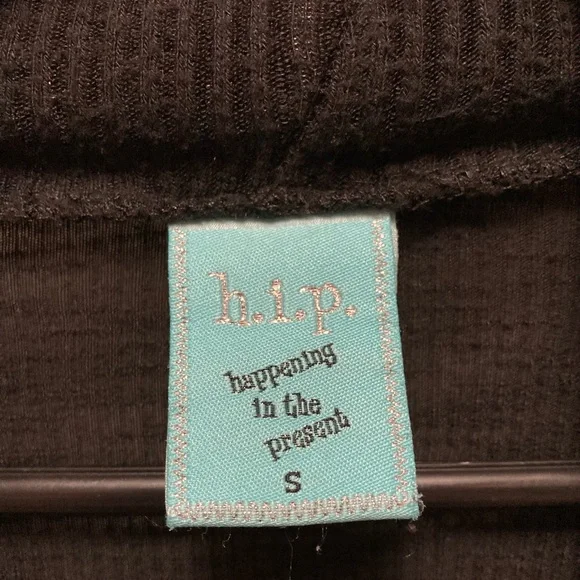 h.i.p.
happening
in the
present
S